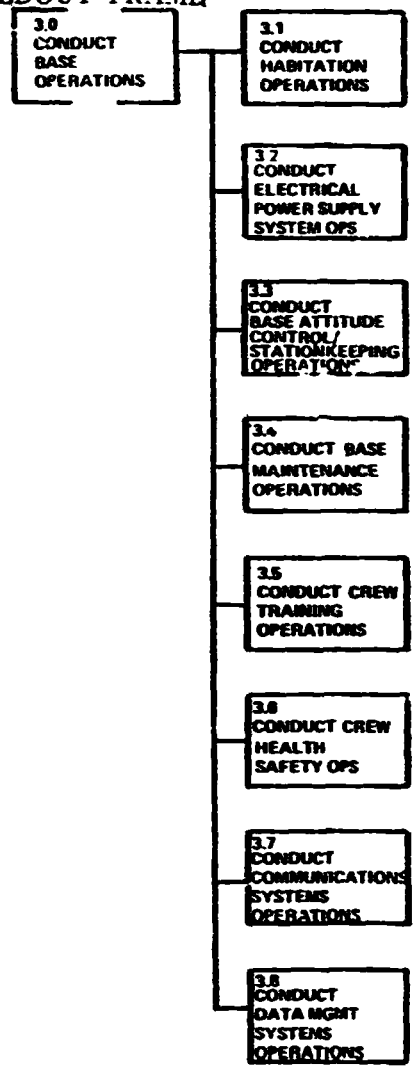 3.0
CONDUCT
BASE
OPERATIONS
3.1
CONDUCT
HABITATION
OPERATIONS
3.2
CONDUCT
ELECTRICAL
POWER SUPPLY
SYSTEM OPS
3.3
CONDUCT
BASE ATTITUDE
CONTROL/
STATIONKEEPING
OPERATIONS
3.4
CONDUCT BASE
MAINTENANCE
OPERATIONS
3.5
CONDUCT CREW
TRAINING
OPERATIONS
3.6
CONDUCT CREW
HEALTH
SAFETY OPS
3.7
CONDUCT
COMMUNICATIONS
SYSTEMS
OPERATIONS
3.8
CONDUCT
DATA MGMT
SYSTEMS
OPERATIONS